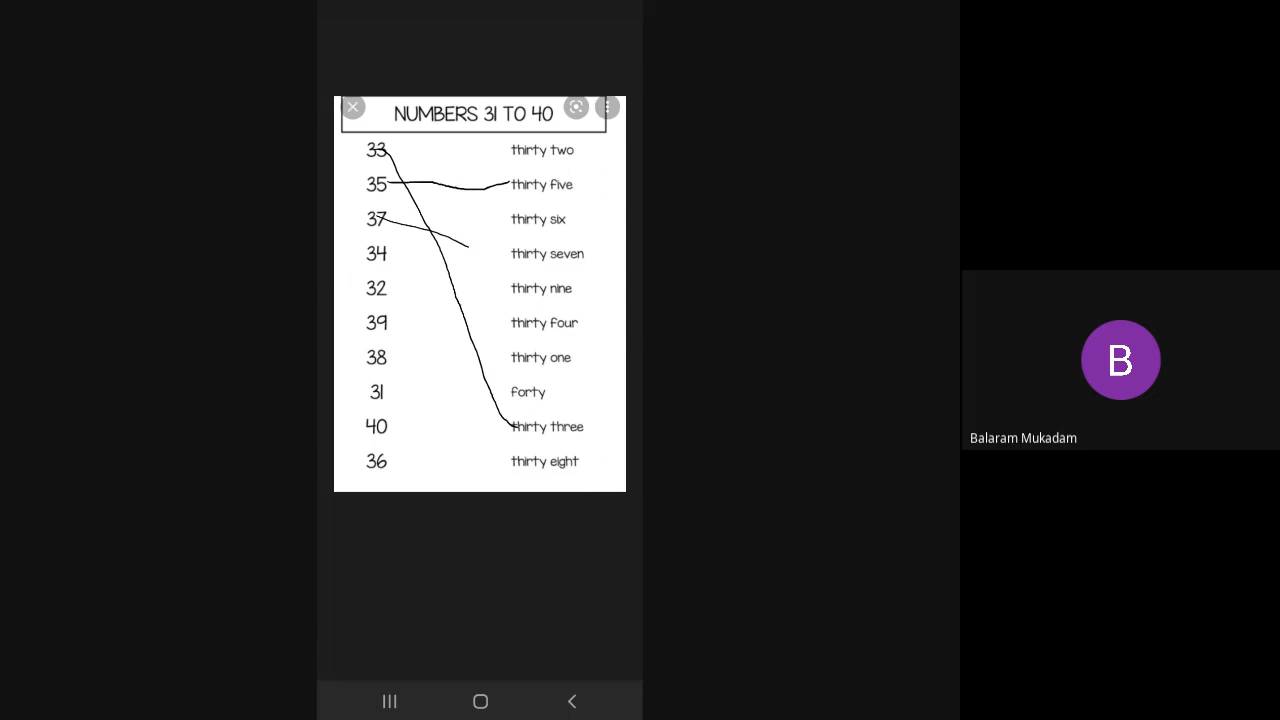 NUMBERS 31 TO 40
33 thirty two
35 thirty five
37 thirty six
34 thirty seven
32 thirty nine
39 thirty four
38 thirty one
31 forty
40 thirty three
36 thirty eight
B
Balaram Mukadam